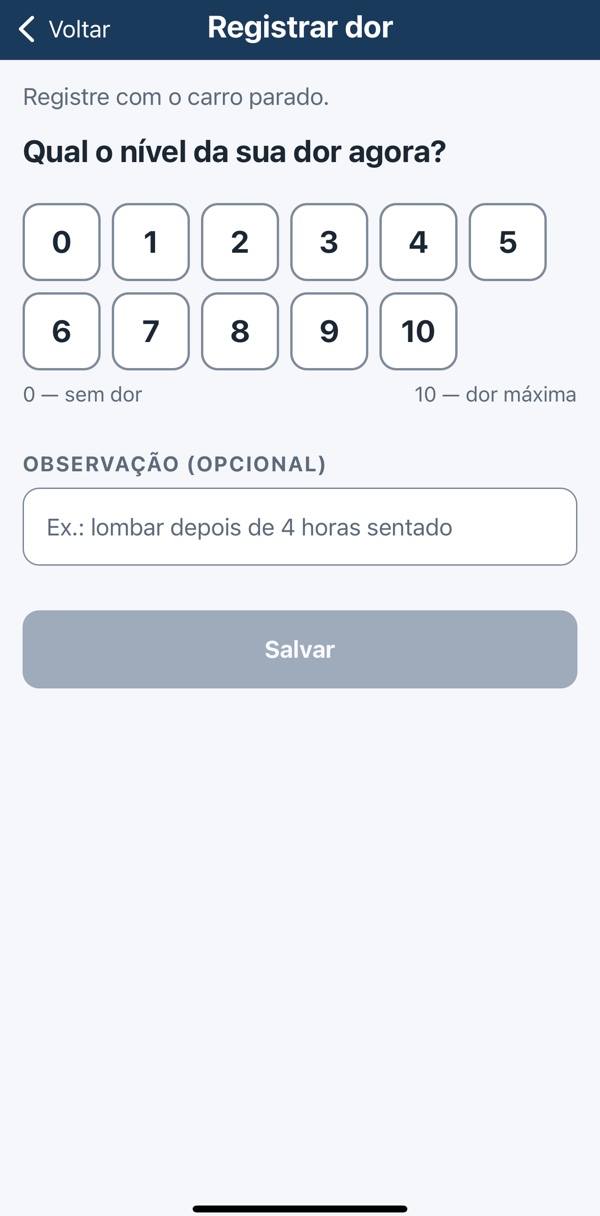 Voltar
Registrar dor
Registre com o carro parado.
Qual o nível da sua dor agora?
0 1 2 3 4 5
6 7 8 9 10
0 — sem dor 10 — dor máxima
OBSERVAÇÃO (OPCIONAL)
Ex.: lombar depois de 4 horas sentado
Salvar